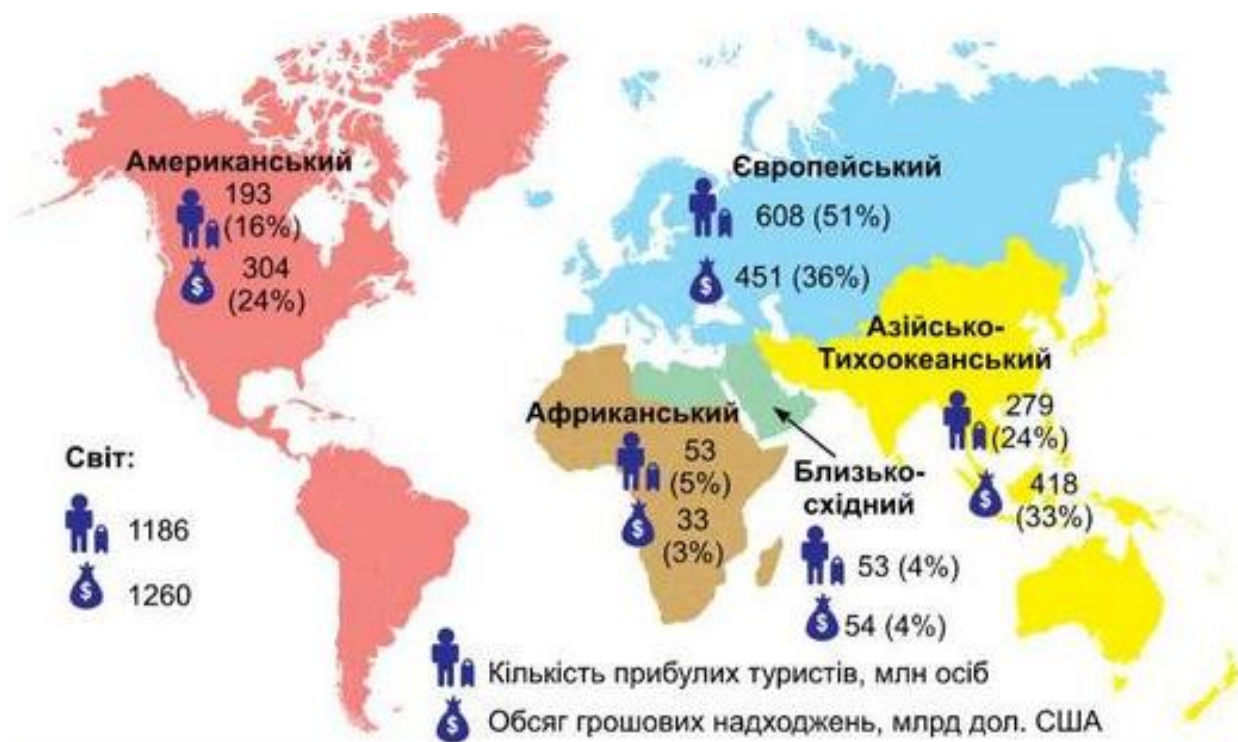 Американський
193
(16%)
304
(24%)
Європейський
608 (51%)
451 (36%)
Азійсько-
Тихоокеанський
279
(24%)
418
(33%)
Африканський
53
(5%)
33
(3%)
Близько-
східний
53 (4%)
54 (4%)
Світ:
1186
$ 1260
Кількість прибулих туристів, млн осіб
$ Обсяг грошових надходжень, млрд дол. США